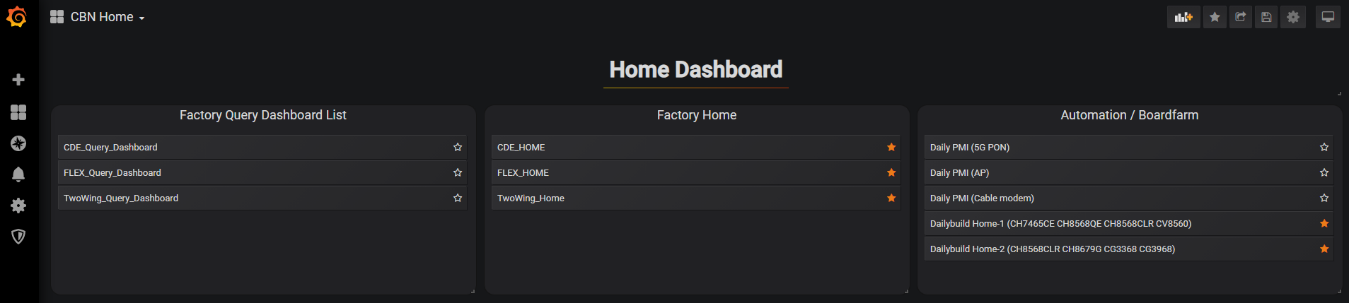 CBN Home
Home Dashboard
Factory Query Dashboard List
CDE_Query_Dashboard
FLEX_Query_Dashboard
TwoWing_Query_Dashboard
Factory Home
CDE_HOME
FLEX_HOME
TwoWing_Home
Automation / Boardfarm
Daily PMI (5G PON)
Daily PMI (AP)
Daily PMI (Cable modem)
Dailybuild Home-1 (CH7465CE CH8568QE CH8568CLR CV8560)
Dailybuild Home-2 (CH8568CLR CH8679G CG3368 CG3968)